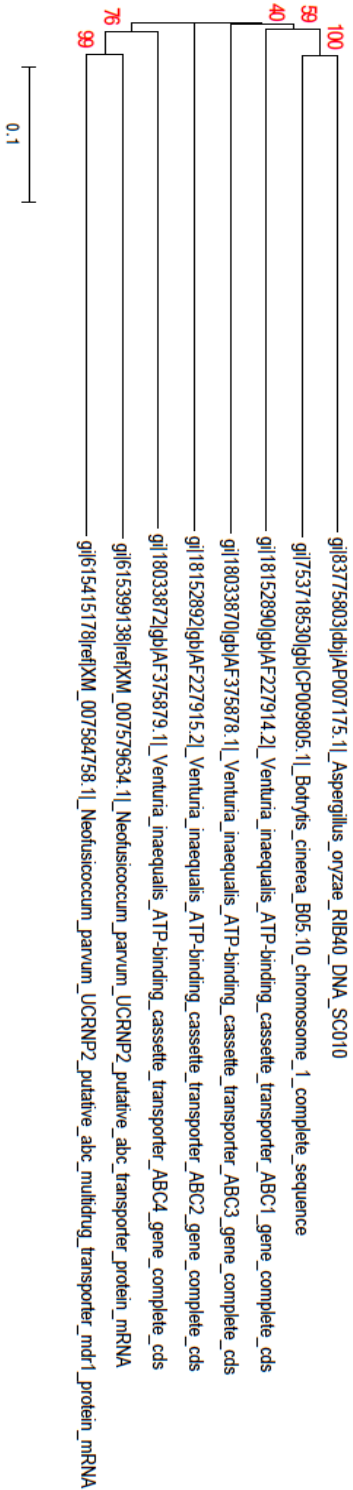 100
59
40
76
99
gi|83775803|dbj|AP007175.1|_Aspergillus_oryzae_RIB40_DNA_SC010
gi|753718530|gb|CP009805.1|_Botrytis_cinerea_B05.10_chromosome_1_complete_sequence
gi|18152890|gb|AF227914.2|_Venturia_inaequalis_ATP-binding_cassette_transporter_ABC1_gene_complete_cds
gi|18033870|gb|AF375878.1|_Venturia_inaequalis_ATP-binding_cassette_transporter_ABC3_gene_complete_cds
gi|18152892|gb|AF227915.2|_Venturia_inaequalis_ATP-binding_cassette_transporter_ABC2_gene_complete_cds
gi|18033872|gb|AF375879.1|_Venturia_inaequalis_ATP-binding_cassette_transporter_ABC4_gene_complete_cds
gi|615399138|ref|XM_007579634.1|_Neofusicoccum_parvum_UCRNP2_putative_abc_transporter_protein_mRNA
gi|615415178|ref|XM_007584758.1|_Neofusicoccum_parvum_UCRNP2_putative_abc_multidrug_transporter_mdr1_protein_mRNA
0.1